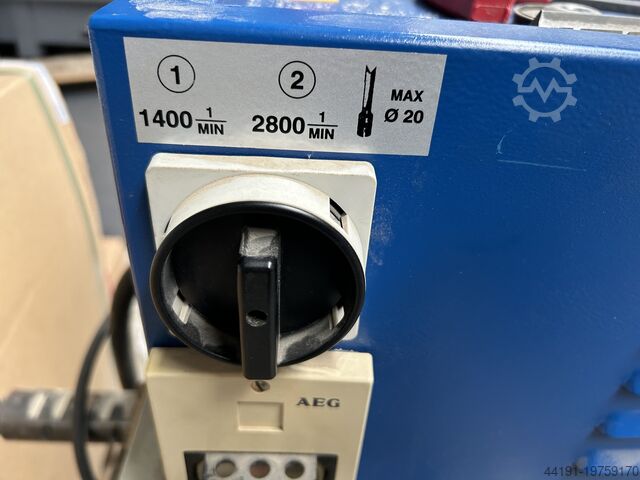 1 2
1400 1/MIN 2800 1/MIN MAX Ø 20
AEG
44191-19759170